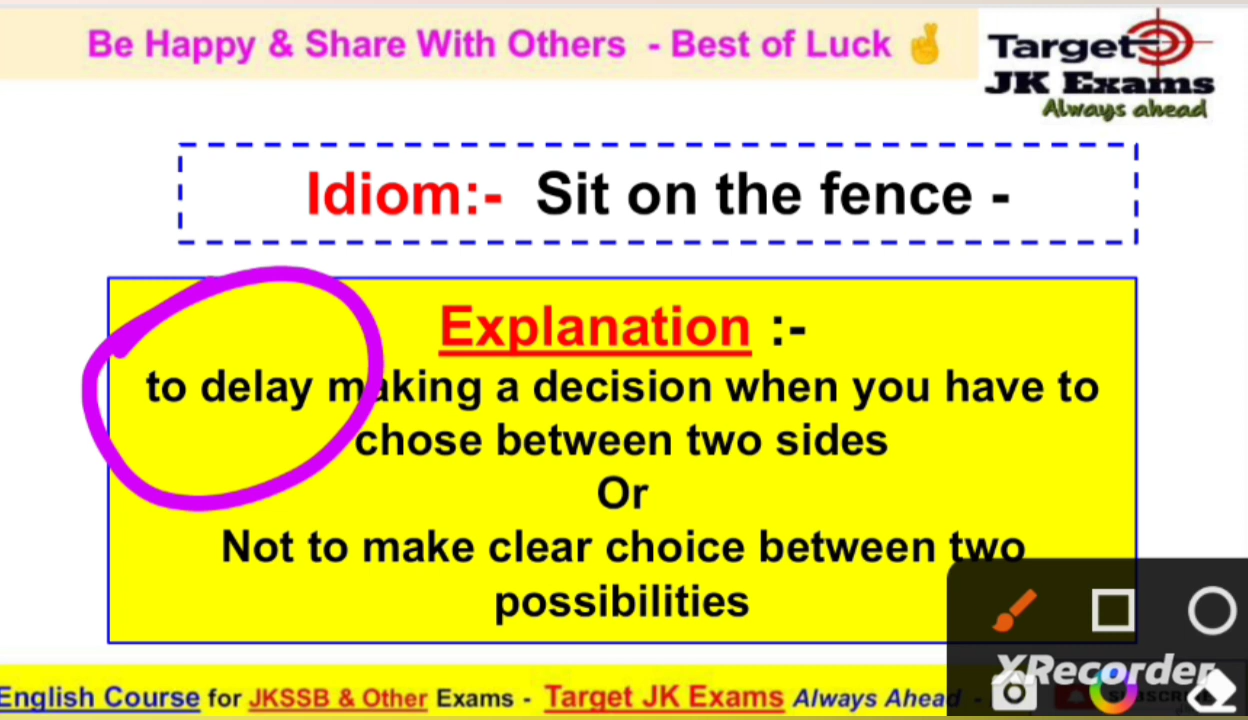 Be Happy & Share With Others - Best of Luck
Target
JK Exams
Always ahead
Idiom:- Sit on the fence -
Explanation :-
to delay making a decision when you have to
chose between two sides
Or
Not to make clear choice between two
possibilities
XRecorder
English Course for JKSSB & Other Exams - Target JK Exams Always Ahead -